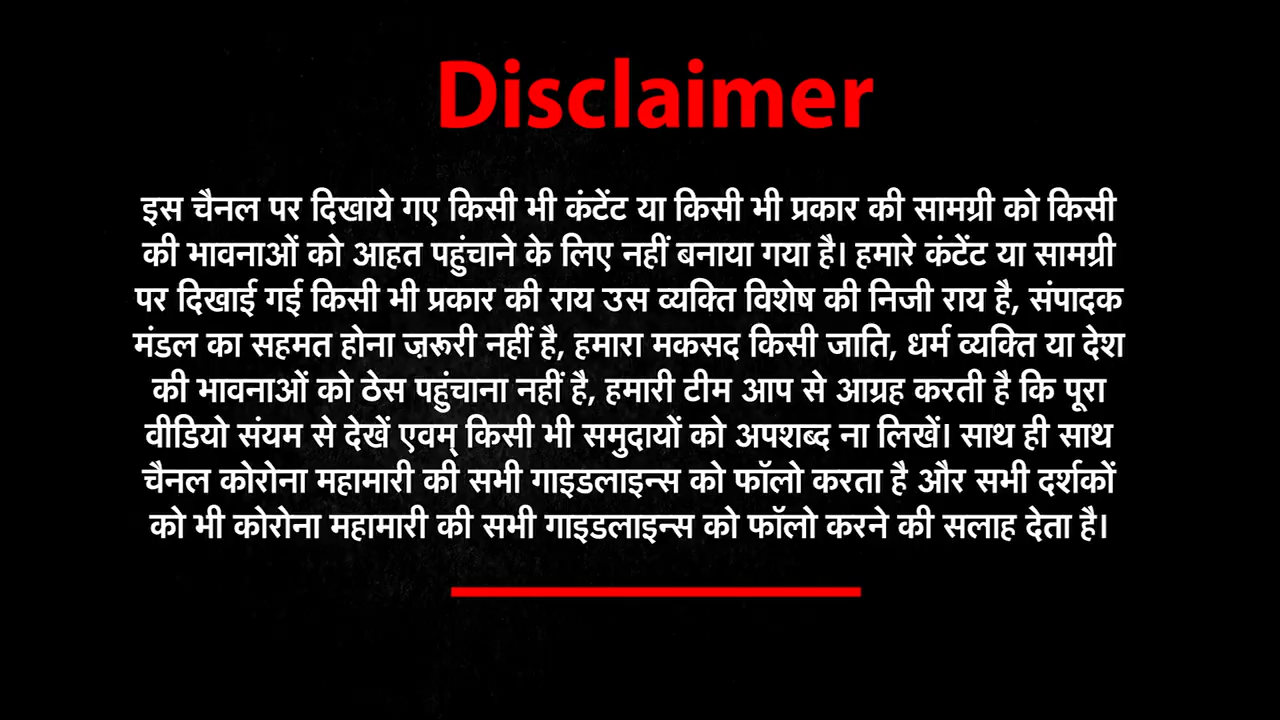 Disclaimer
इस चैनल पर दिखाये गए किसी भी कंटेंट या किसी भी प्रकार की सामग्री को किसी
की भावनाओं को आहत पहुंचाने के लिए नहीं बनाया गया है। हमारे कंटेंट या सामग्री
पर दिखाई गई किसी भी प्रकार की राय उस व्यक्ति विशेष की निजी राय है, संपादक
मंडल का सहमत होना ज़रूरी नहीं है, हमारा मकसद किसी जाति, धर्म व्यक्ति या देश
की भावनाओं को ठेस पहुंचाना नहीं है, हमारी टीम आप से आग्रह करती है कि पूरा
वीडियो संयम से देखें एवम् किसी भी समुदायों को अपशब्द ना लिखें। साथ ही साथ
चैनल कोरोना महामारी की सभी गाइडलाइन्स को फॉलो करता है और सभी दर्शकों
को भी कोरोना महामारी की सभी गाइडलाइन्स को फॉलो करने की सलाह देता है।